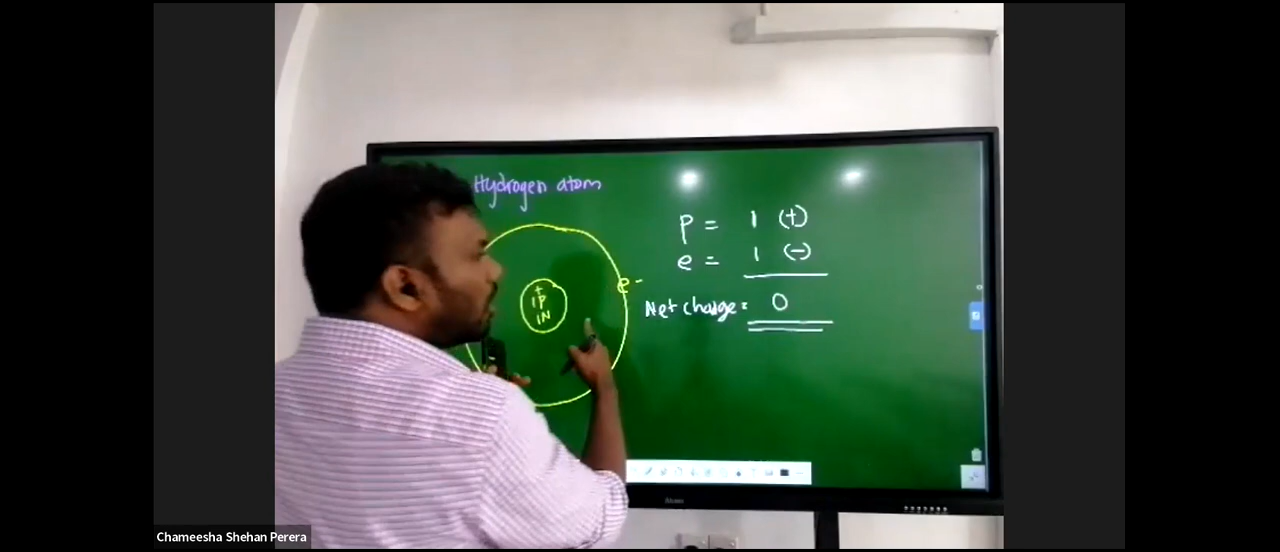 Hydrogen atom
p = 1 (+)
e = 1 (-)
Net charge = 0
+
1P
1N
e-
Chameesha Shehan Perera